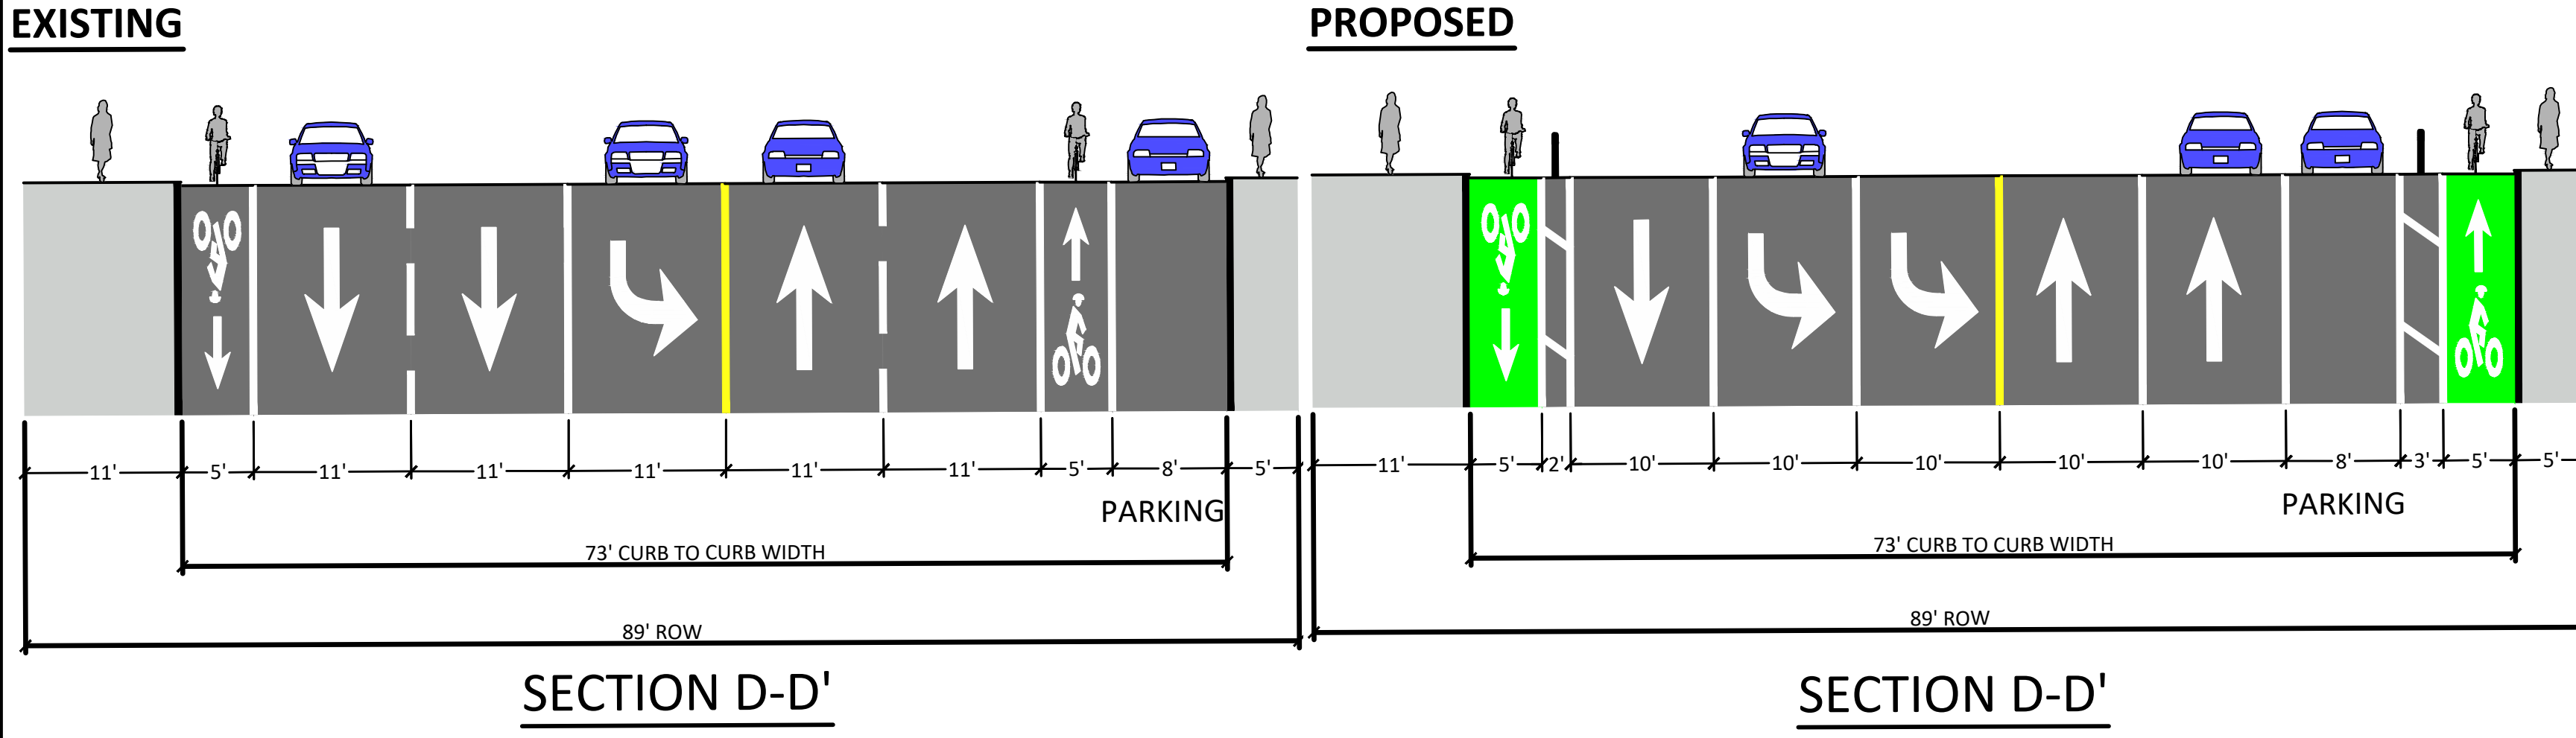 EXISTING
PROPOSED
11' 5' 11' 11' 11' 11' 11' 5' 8' 5'
11' 5' 2' 10' 10' 10' 10' 10' 8' 3' 5' 5'
PARKING
PARKING
73' CURB TO CURB WIDTH
73' CURB TO CURB WIDTH
89' ROW
89' ROW
SECTION D-D'
SECTION D-D'